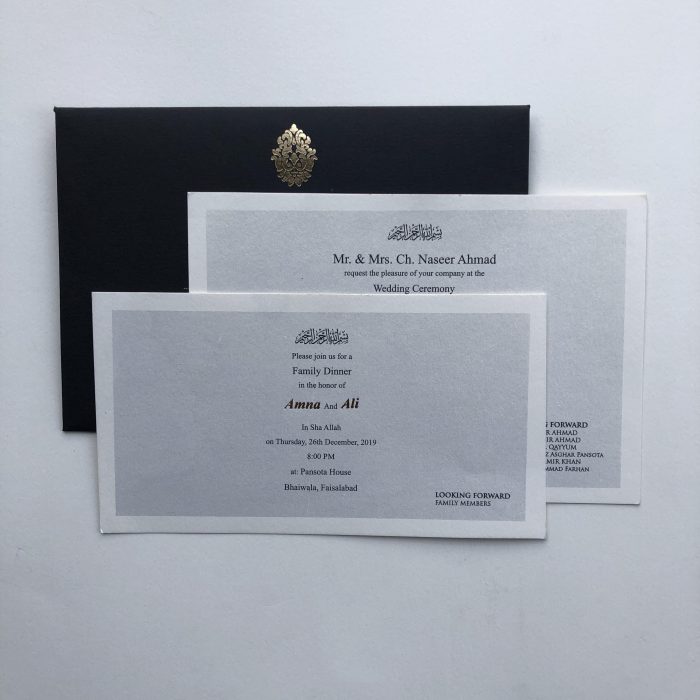 بسم الله الرحمن الرحيم
Mr. & Mrs. Ch. Naseer Ahmad
request the pleasure of your company at the
Wedding Ceremony
FORWARD
R AHMAD
IR AHMAD
QAYYUM
Z ASGHAR PANSOTA
MIR KHAN
MMAD FARHAN
بسم الله الرحمن الرحيم
Please join us for a
Family Dinner
in the honor of
Amna And Ali
In Sha Allah
on Thursday, 26th December, 2019
8:00 PM
at: Pansota House
Bhaiwala, Faisalabad
LOOKING FORWARD
FAMILY MEMBERS